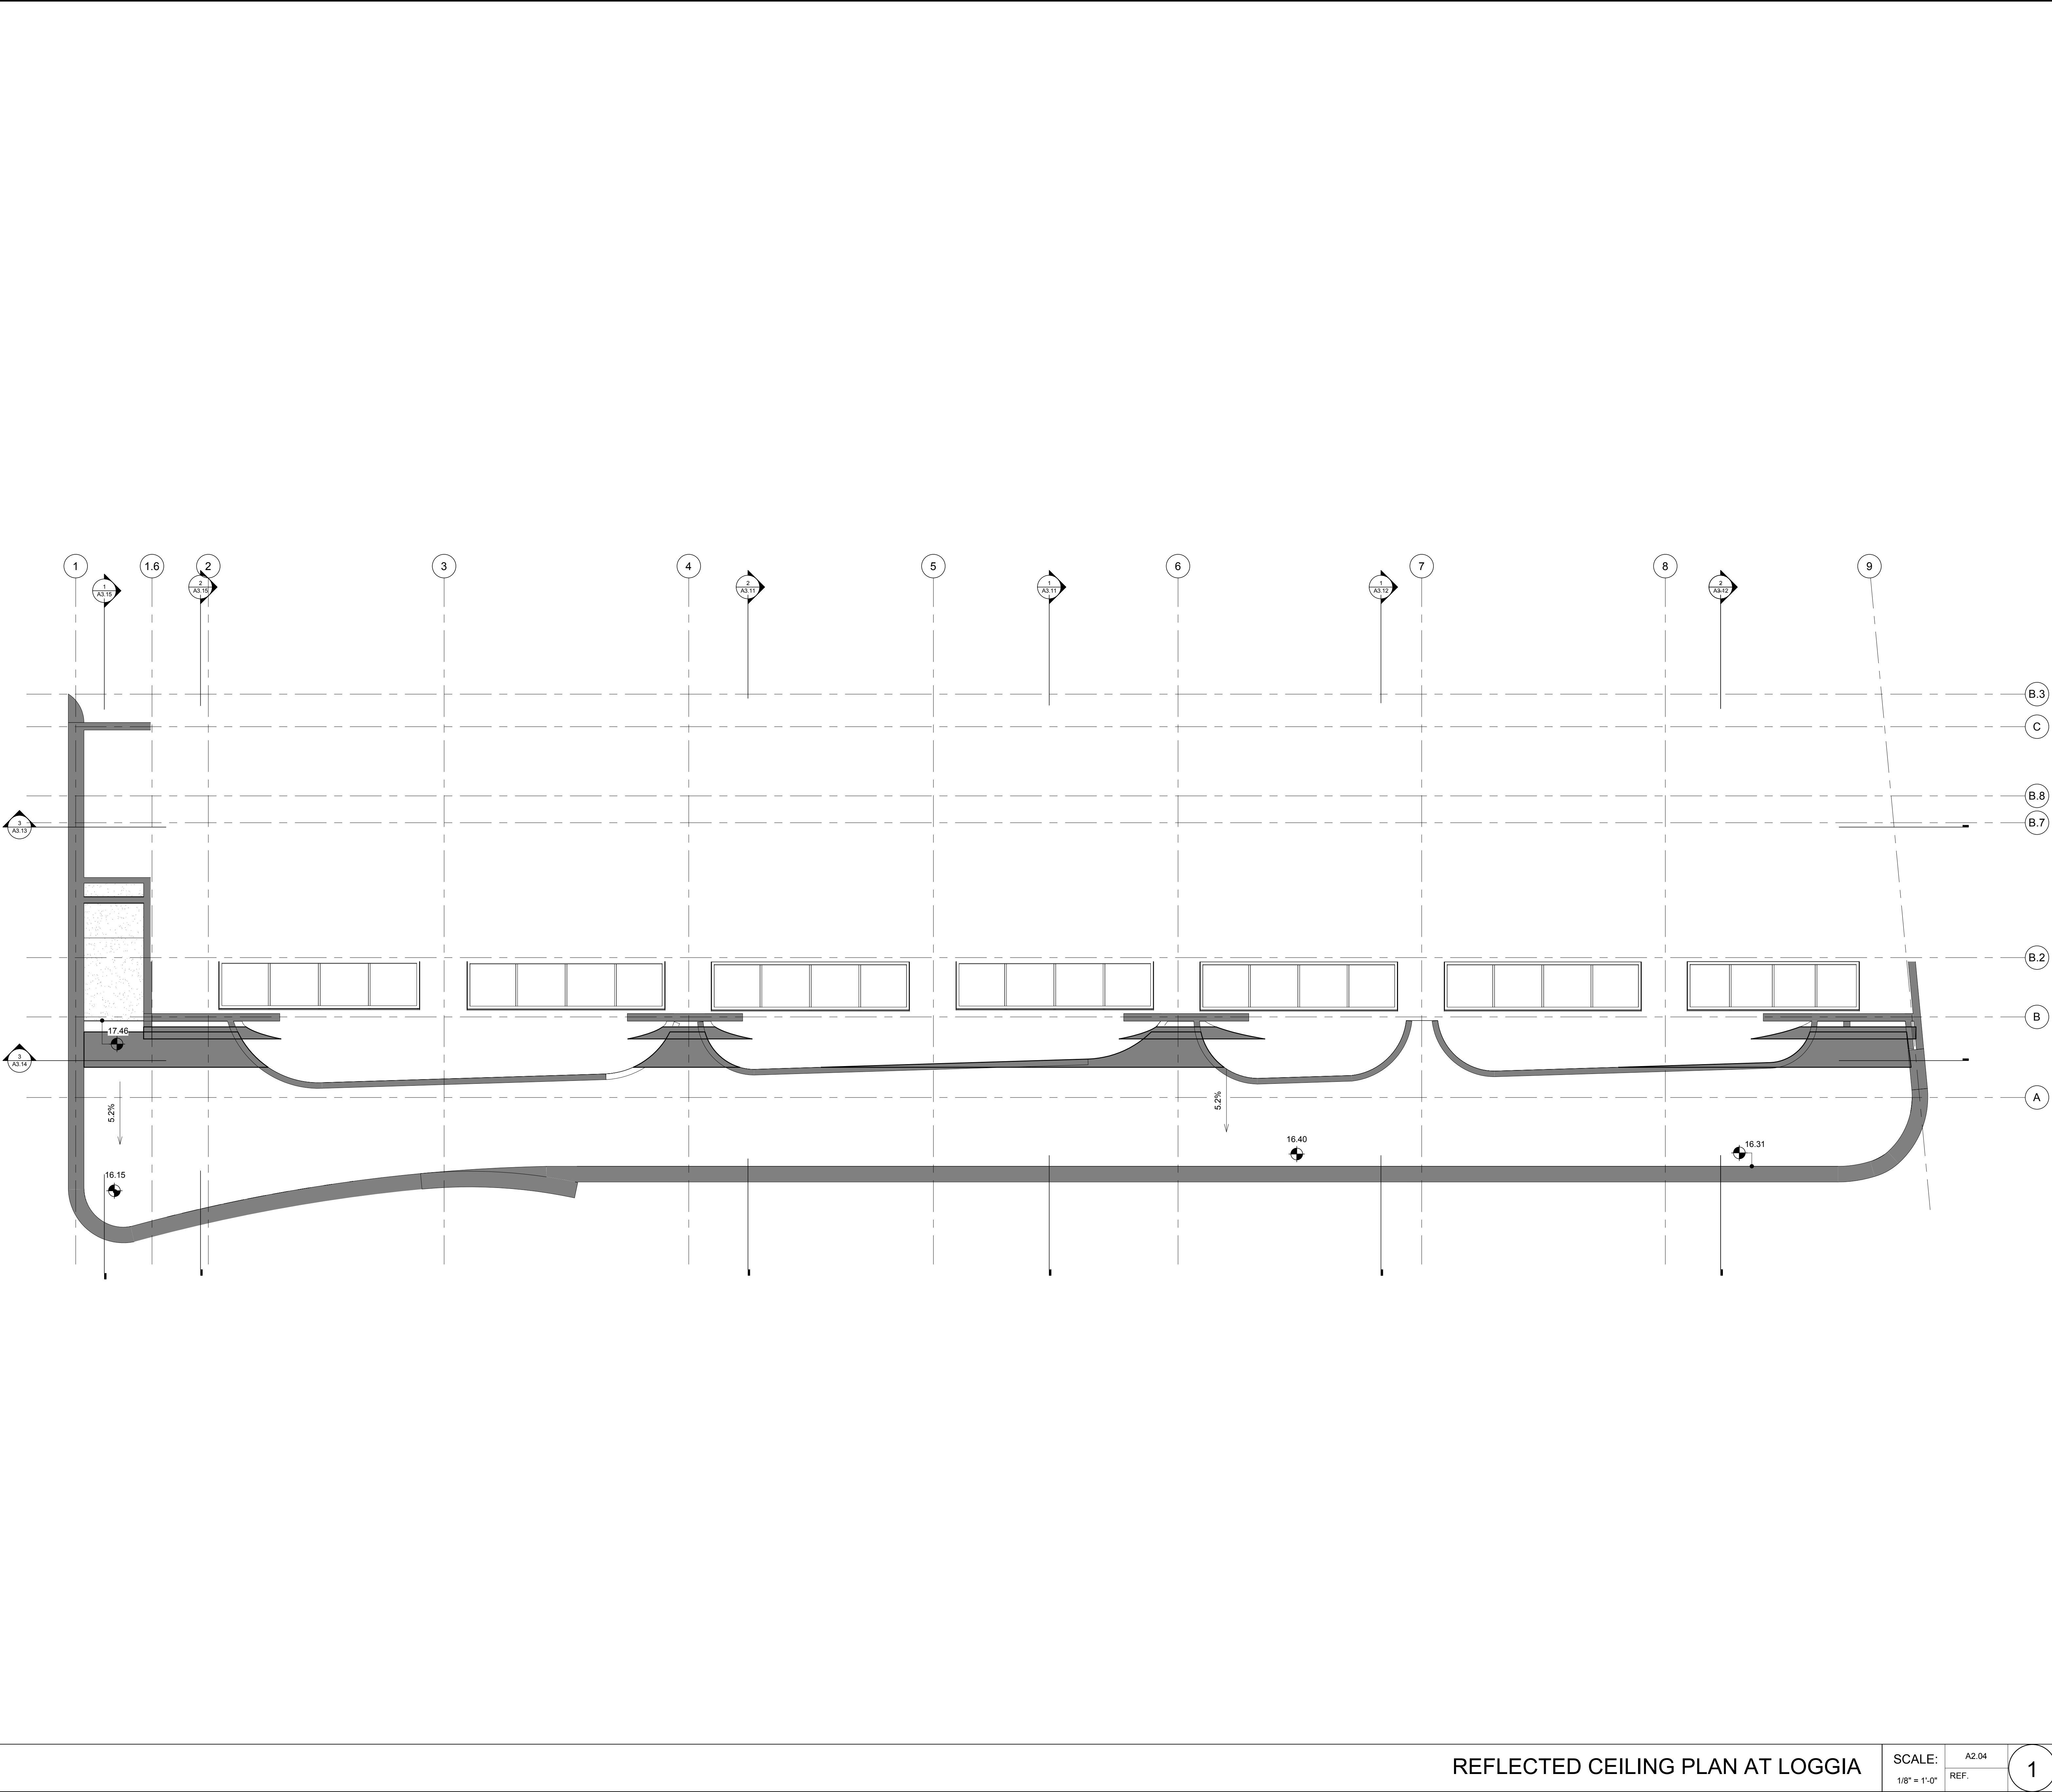 1
1.6
2
3
4
5
6
7
8
9
1
A3.15
2
A3.15
2
A3.11
1
A3.11
1
A3.12
2
A3.12
B.3
C
B.8
B.7
3
A3.13
B.2
B
17.46
3
A3.14
A
5.2%
5.2%
16.40
16.31
16.15
REFLECTED CEILING PLAN AT LOGGIA
SCALE:
1/8" = 1'-0"
A2.04
REF.
1